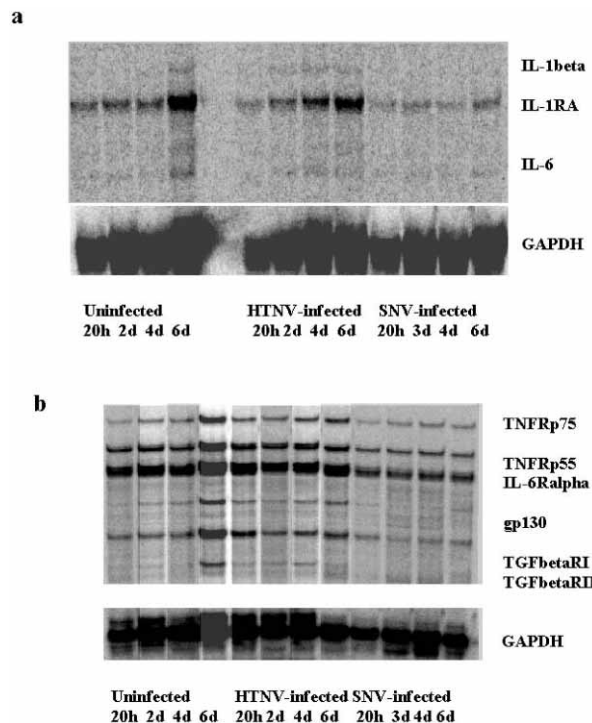 a
IL-1beta
IL-1RA
IL-6
GAPDH
Uninfected HTNV-infected SNV-infected
20h 2d 4d 6d 20h 2d 4d 6d 20h 3d 4d 6d
b
TNFRp75
TNFRp55
IL-6Ralpha
gp130
TGFbetaRI
TGFbetaRII
GAPDH
Uninfected HTNV-infected SNV-infected
20h 2d 4d 6d 20h 2d 4d 6d 20h 3d 4d 6d